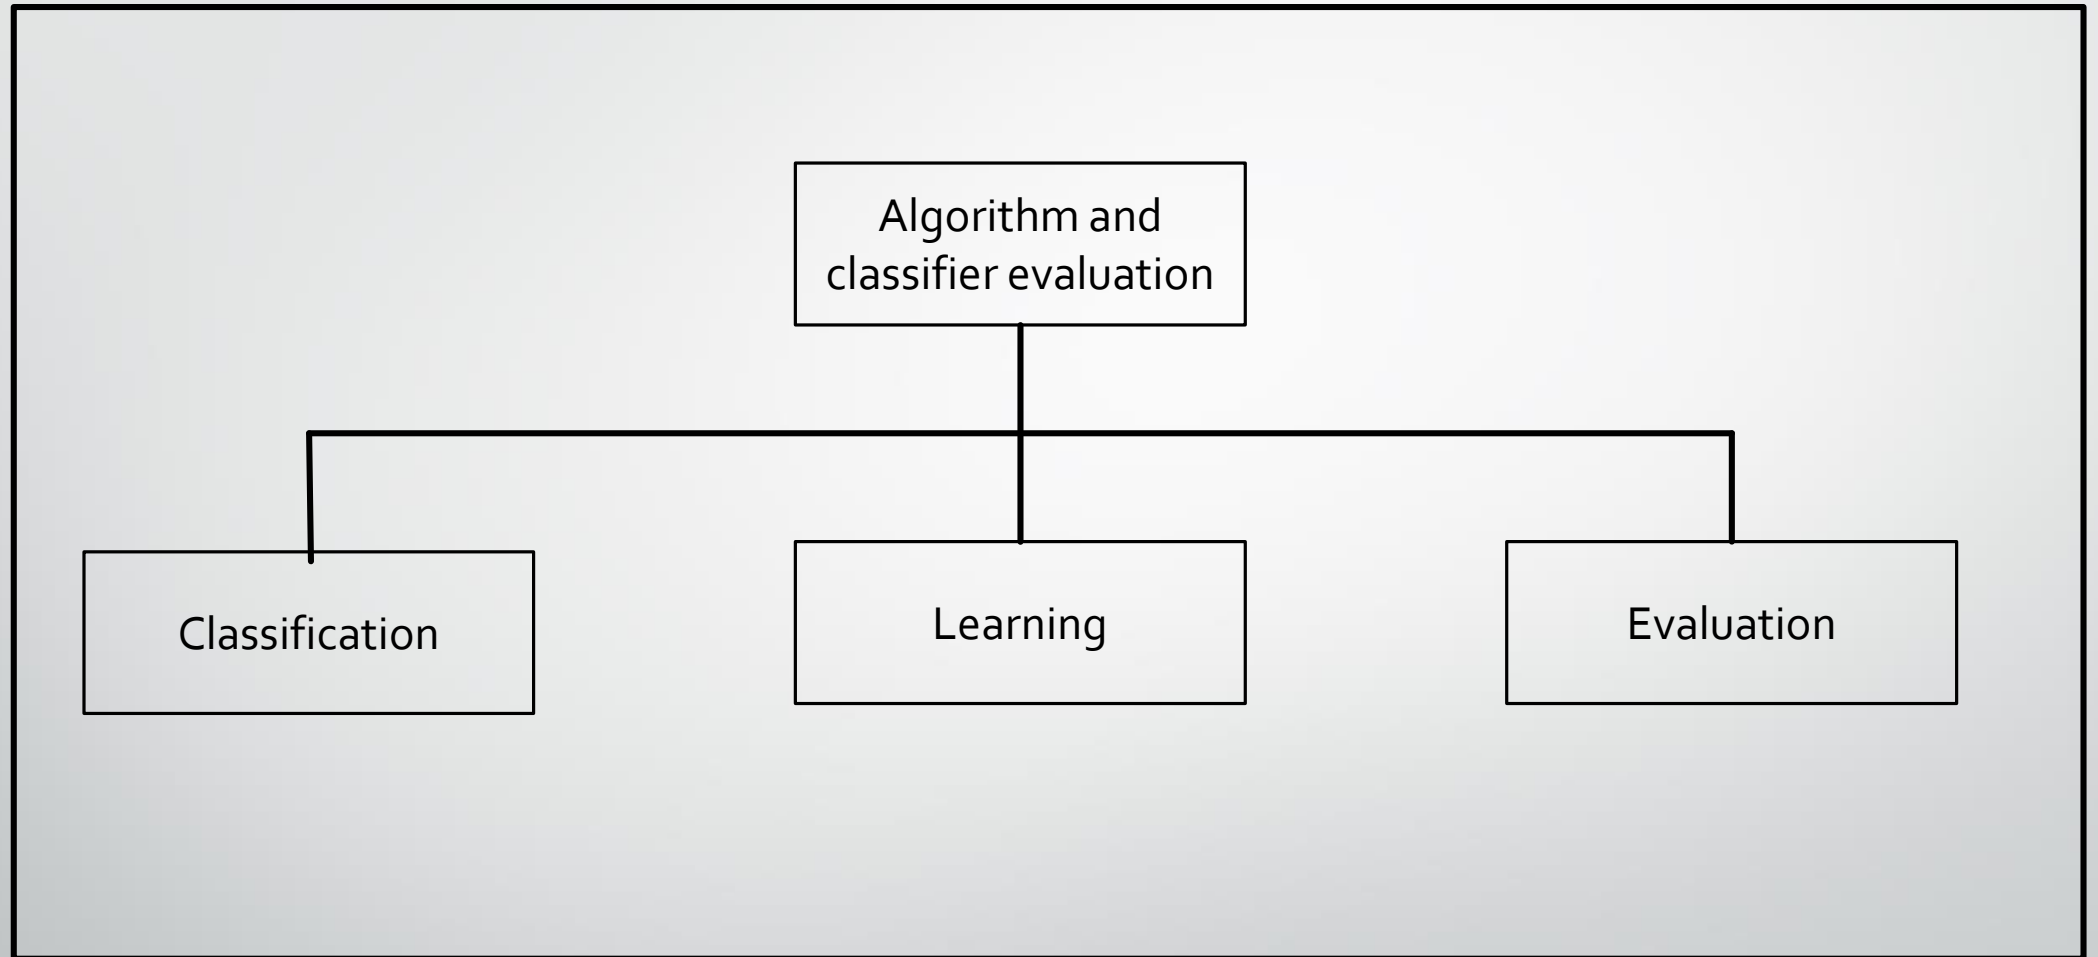 Algorithm and
classifier evaluation
Classification
Learning
Evaluation